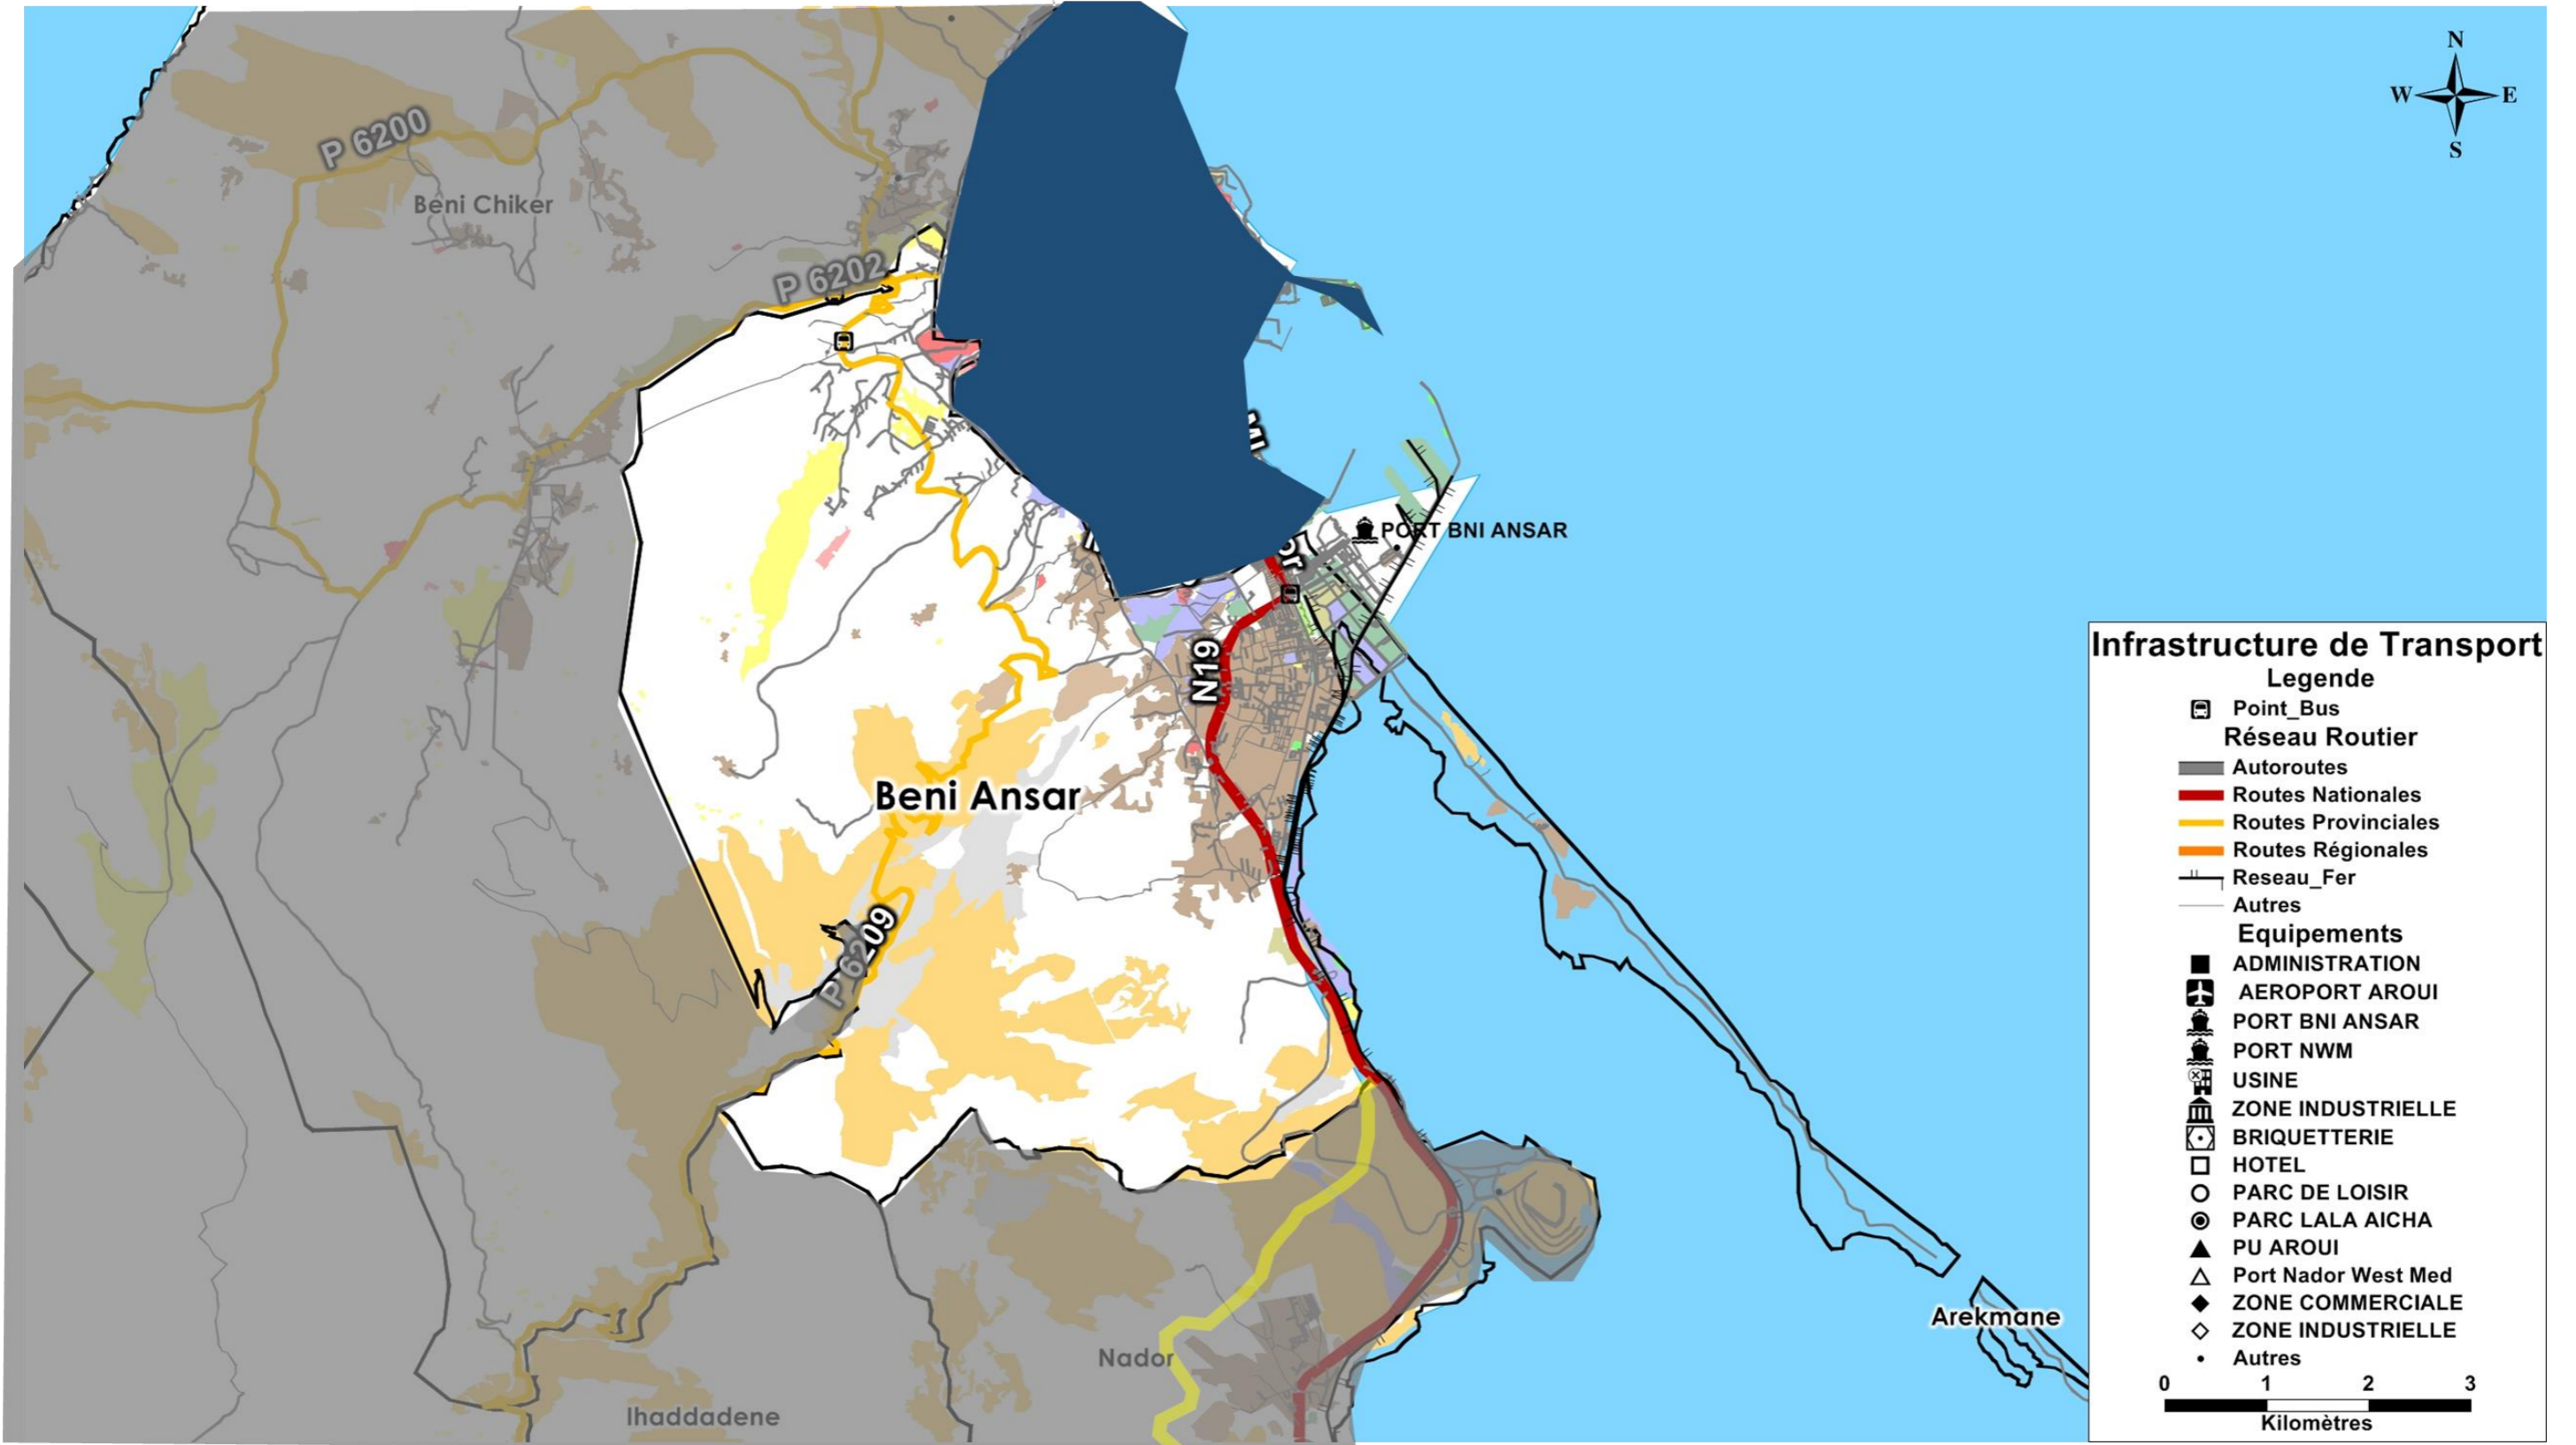 N
W E
S
P 6200
Beni Chiker
P 6202
PORT BNI ANSAR
N19
Beni Ansar
P 6209
Nador
Ihaddadene
Arekmane
Infrastructure de Transport
Legende
Point_Bus
Réseau Routier
Autoroutes
Routes Nationales
Routes Provinciales
Routes Régionales
Reseau_Fer
Autres
Equipements
ADMINISTRATION
AEROPORT AROUI
PORT BNI ANSAR
PORT NWM
USINE
ZONE INDUSTRIELLE
BRIQUETTERIE
HOTEL
PARC DE LOISIR
PARC LALA AICHA
PU AROUI
Port Nador West Med
ZONE COMMERCIALE
ZONE INDUSTRIELLE
Autres
0 1 2 3
Kilomètres